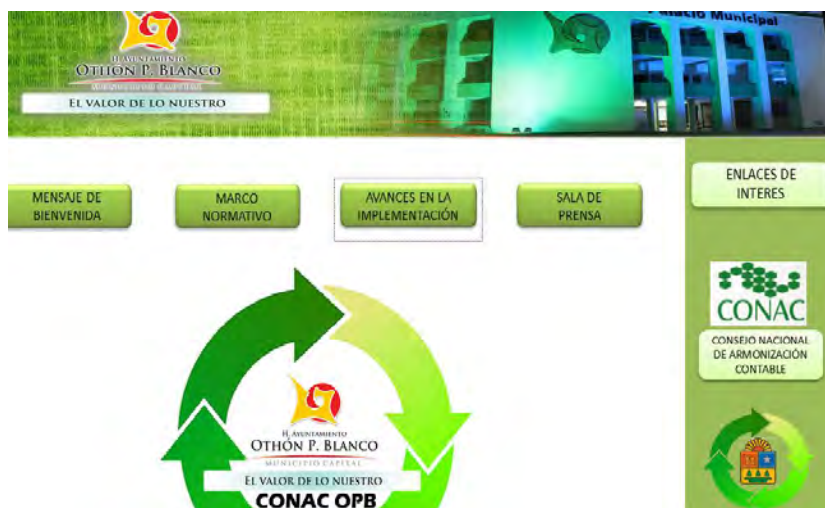 Palacio Municipal
H. AYUNTAMIENTO
OTHÓN P. BLANCO
MUNICIPIO CAPITAL
EL VALOR DE LO NUESTRO
MENSAJE DE
BIENVENIDA
MARCO
NORMATIVO
AVANCES EN LA
IMPLEMENTACIÓN
SALA DE
PRENSA
ENLACES DE
INTERES
CONAC
CONSEJO NACIONAL
DE ARMONIZACIÓN
CONTABLE
H. AYUNTAMIENTO
OTHÓN P. BLANCO
MUNICIPIO CAPITAL
EL VALOR DE LO NUESTRO
CONAC OPB